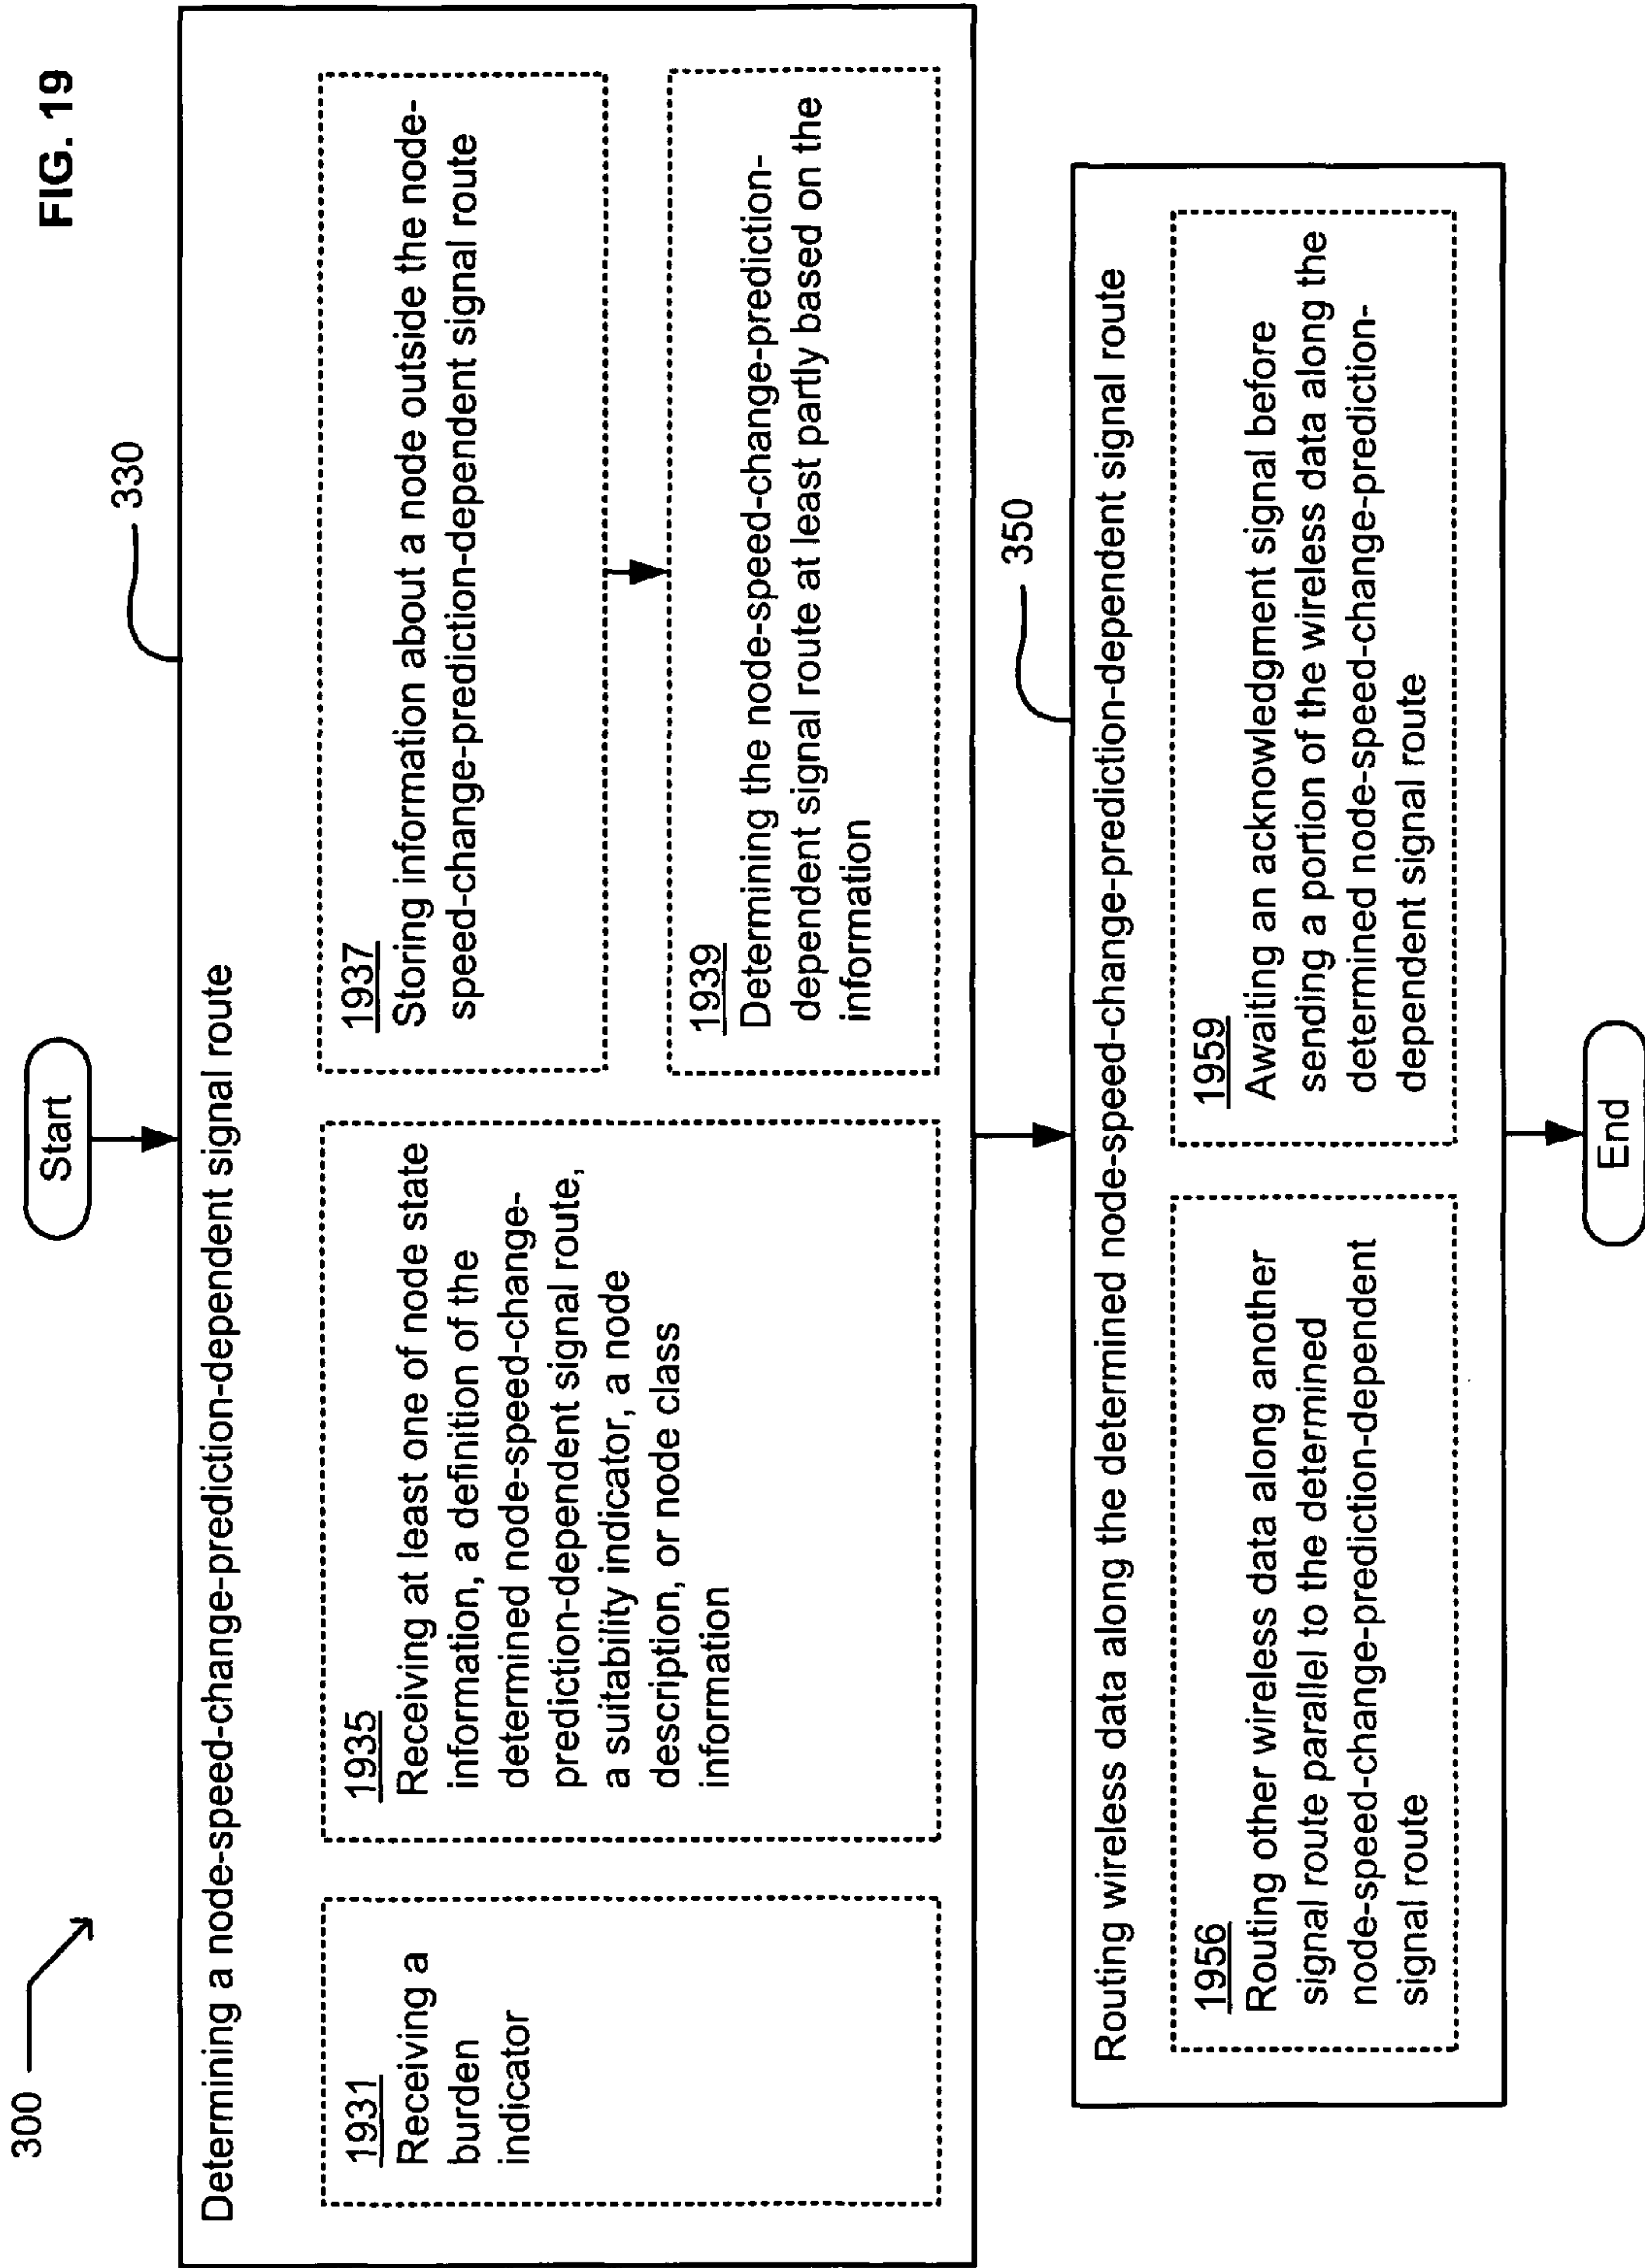 FIG. 19
300
Start
330
Determining a node-speed-change-prediction-dependent signal route
1931
Receiving a
burden
indicator
1935
Receiving at least one of node state
information, a definition of the
determined node-speed-change-
prediction-dependent signal route,
a suitability indicator, a node
description, or node class
information
1937
Storing information about a node outside the node-
speed-change-prediction-dependent signal route
1939
Determining the node-speed-change-prediction-
dependent signal route at least partly based on the
information
350
Routing wireless data along the determined node-speed-change-prediction-dependent signal route
1956
Routing other wireless data along another
signal route parallel to the determined
node-speed-change-prediction-dependent
signal route
1959
Awaiting an acknowledgment signal before
sending a portion of the wireless data along the
determined node-speed-change-prediction-
dependent signal route
End